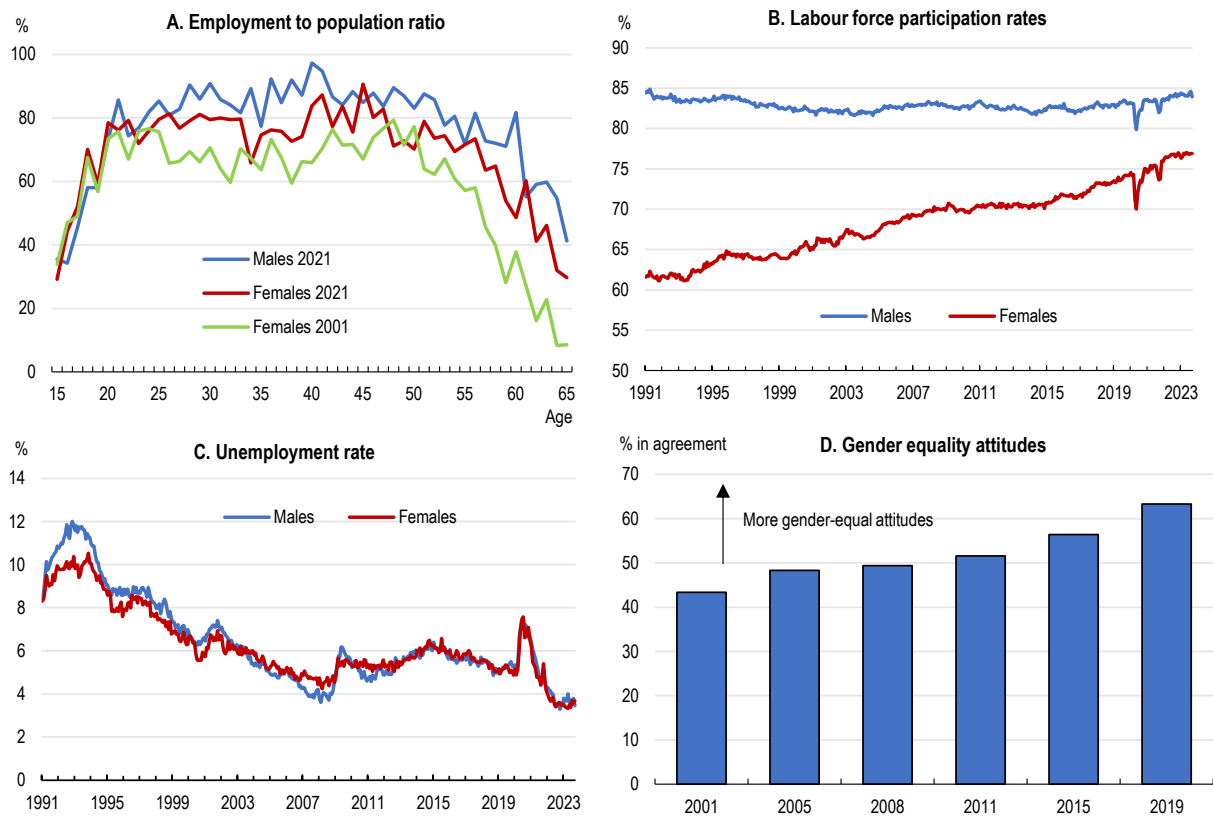 A. Employment to population ratio
%
100
80
60
40
20
0
Males 2021
Females 2021
Females 2001
15 20 25 30 35 40 45 50 55 60 65
Age
B. Labour force participation rates
%
90
85
80
75
70
65
60
55
50
Males Females
1991 1995 1999 2003 2007 2011 2015 2019 2023
C. Unemployment rate
%
14
12
10
8
6
4
2
0
Males Females
1991 1995 1999 2003 2007 2011 2015 2019 2023
D. Gender equality attitudes
% in agreement
70
60
50
40
30
20
10
0
More gender-equal attitudes
2001 2005 2008 2011 2015 2019